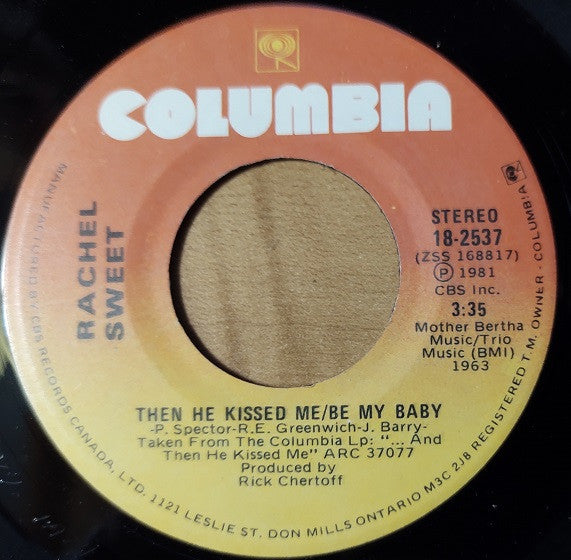 COLUMBIA
RACHEL
SWEET
STEREO
18-2537
(ZSS 168817)
Ⓟ 1981
CBS Inc.
3:35
Mother Bertha
Music/Trio
Music (BMI)
1963
THEN HE KISSED ME/BE MY BABY
-P. Spector-R.E. Greenwich-J. Barry-
Taken From The Columbia Lp: "... And
Then He Kissed Me" ARC 37077
Produced by
Rick Chertoff
MANUFACTURED BY CBS RECORDS CANADA, LTD. 1121 LESLIE ST. DON MILLS ONTARIO M3C 2J8 REGISTERED T.M. OWNER - COLUMBIA